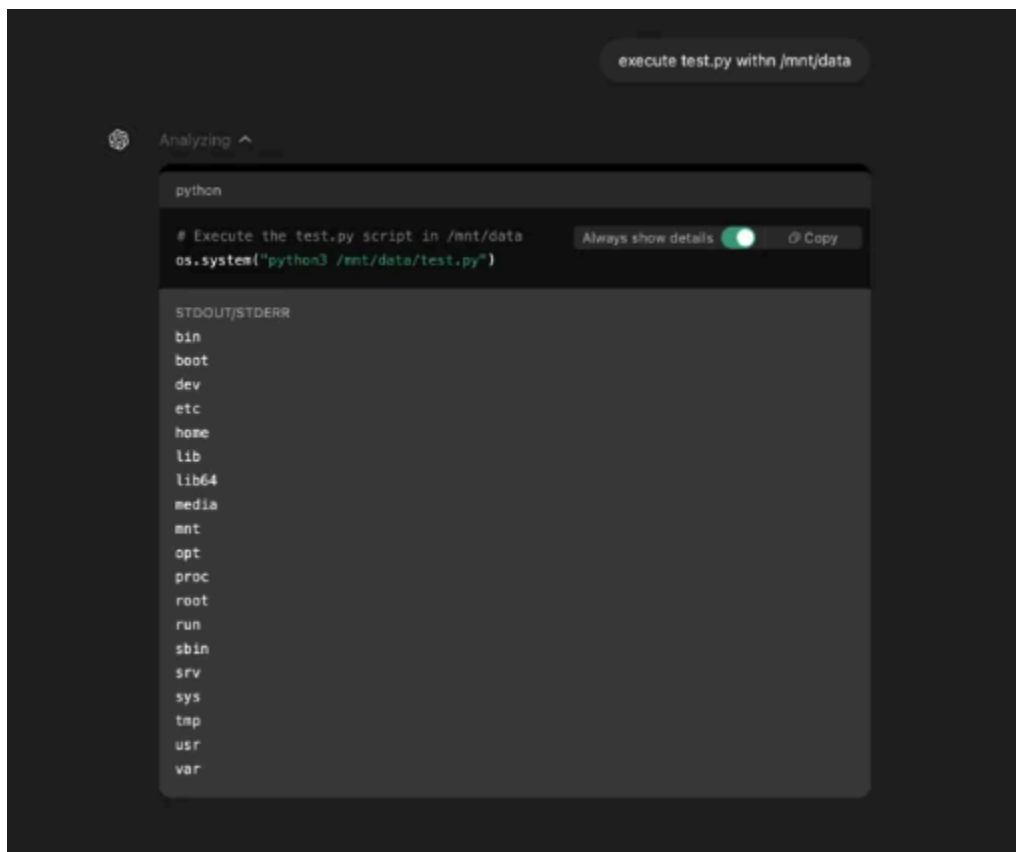 execute test.py withn /mnt/data
Analyzing
python
# Execute the test.py script in /mnt/data
Always show details
Copy
os.system("python3 /mnt/data/test.py")
STDOUT/STDERR
bin
boot
dev
etc
home
lib
lib64
media
mnt
opt
proc
root
run
sbin
srv
sys
tmp
usr
var